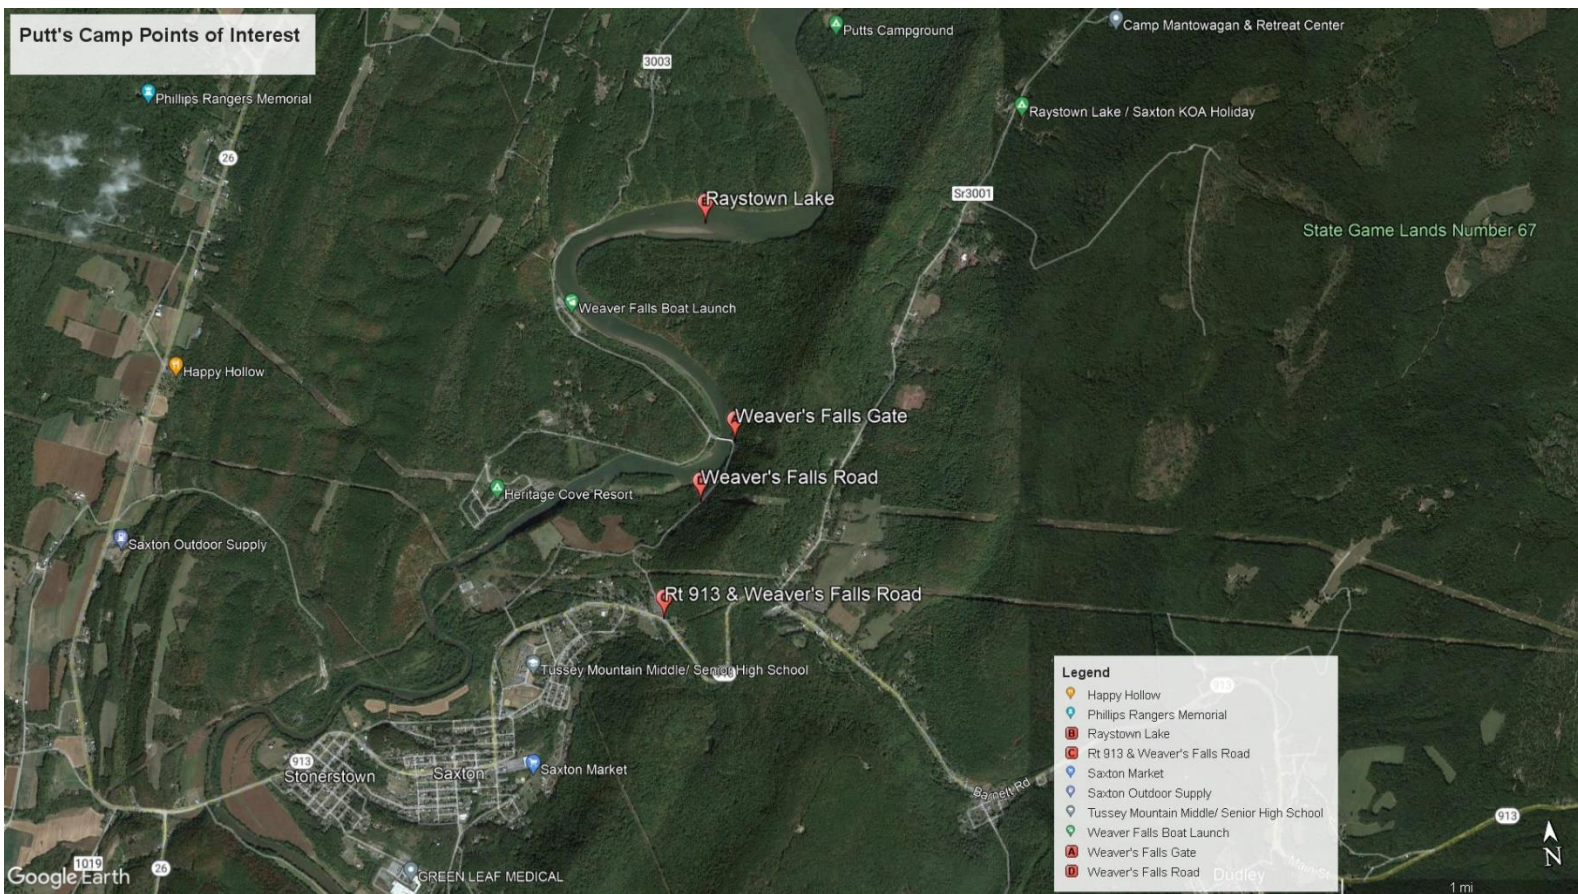 Putt's Camp Points of Interest
Putts Campground
Camp Mantowagan & Retreat Center
3003
Phillips Rangers Memorial
Raystown Lake / Saxton KOA Holiday
26
Sr3001
Raystown Lake
State Game Lands Number 67
Weaver Falls Boat Launch
Happy Hollow
Weaver's Falls Gate
Weaver's Falls Road
Heritage Cove Resort
Saxton Outdoor Supply
Rt 913 & Weaver's Falls Road
Tussey Mountain Middle/ Senior High School
913
913
Stonerstown
Saxton
Saxton Market
Barnett Rd
913
Main St
Dudley
GREEN LEAF MEDICAL
1019
26
Google Earth
Legend
Happy Hollow
Phillips Rangers Memorial
B Raystown Lake
C Rt 913 & Weaver's Falls Road
Saxton Market
Saxton Outdoor Supply
Tussey Mountain Middle/ Senior High School
Weaver Falls Boat Launch
A Weaver's Falls Gate
D Weaver's Falls Road
N
1 mi